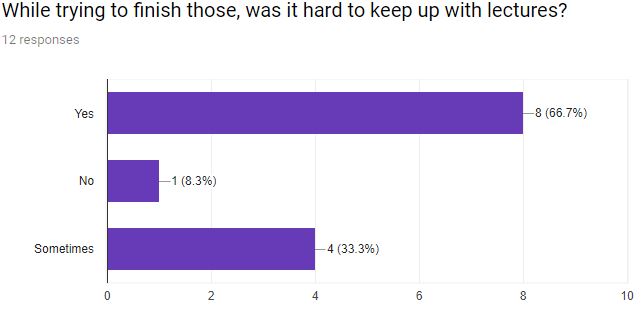 While trying to finish those, was it hard to keep up with lectures?
12 responses
Yes
8 (66.7%)
No
1 (8.3%)
Sometimes
4 (33.3%)
0 2 4 6 8 10